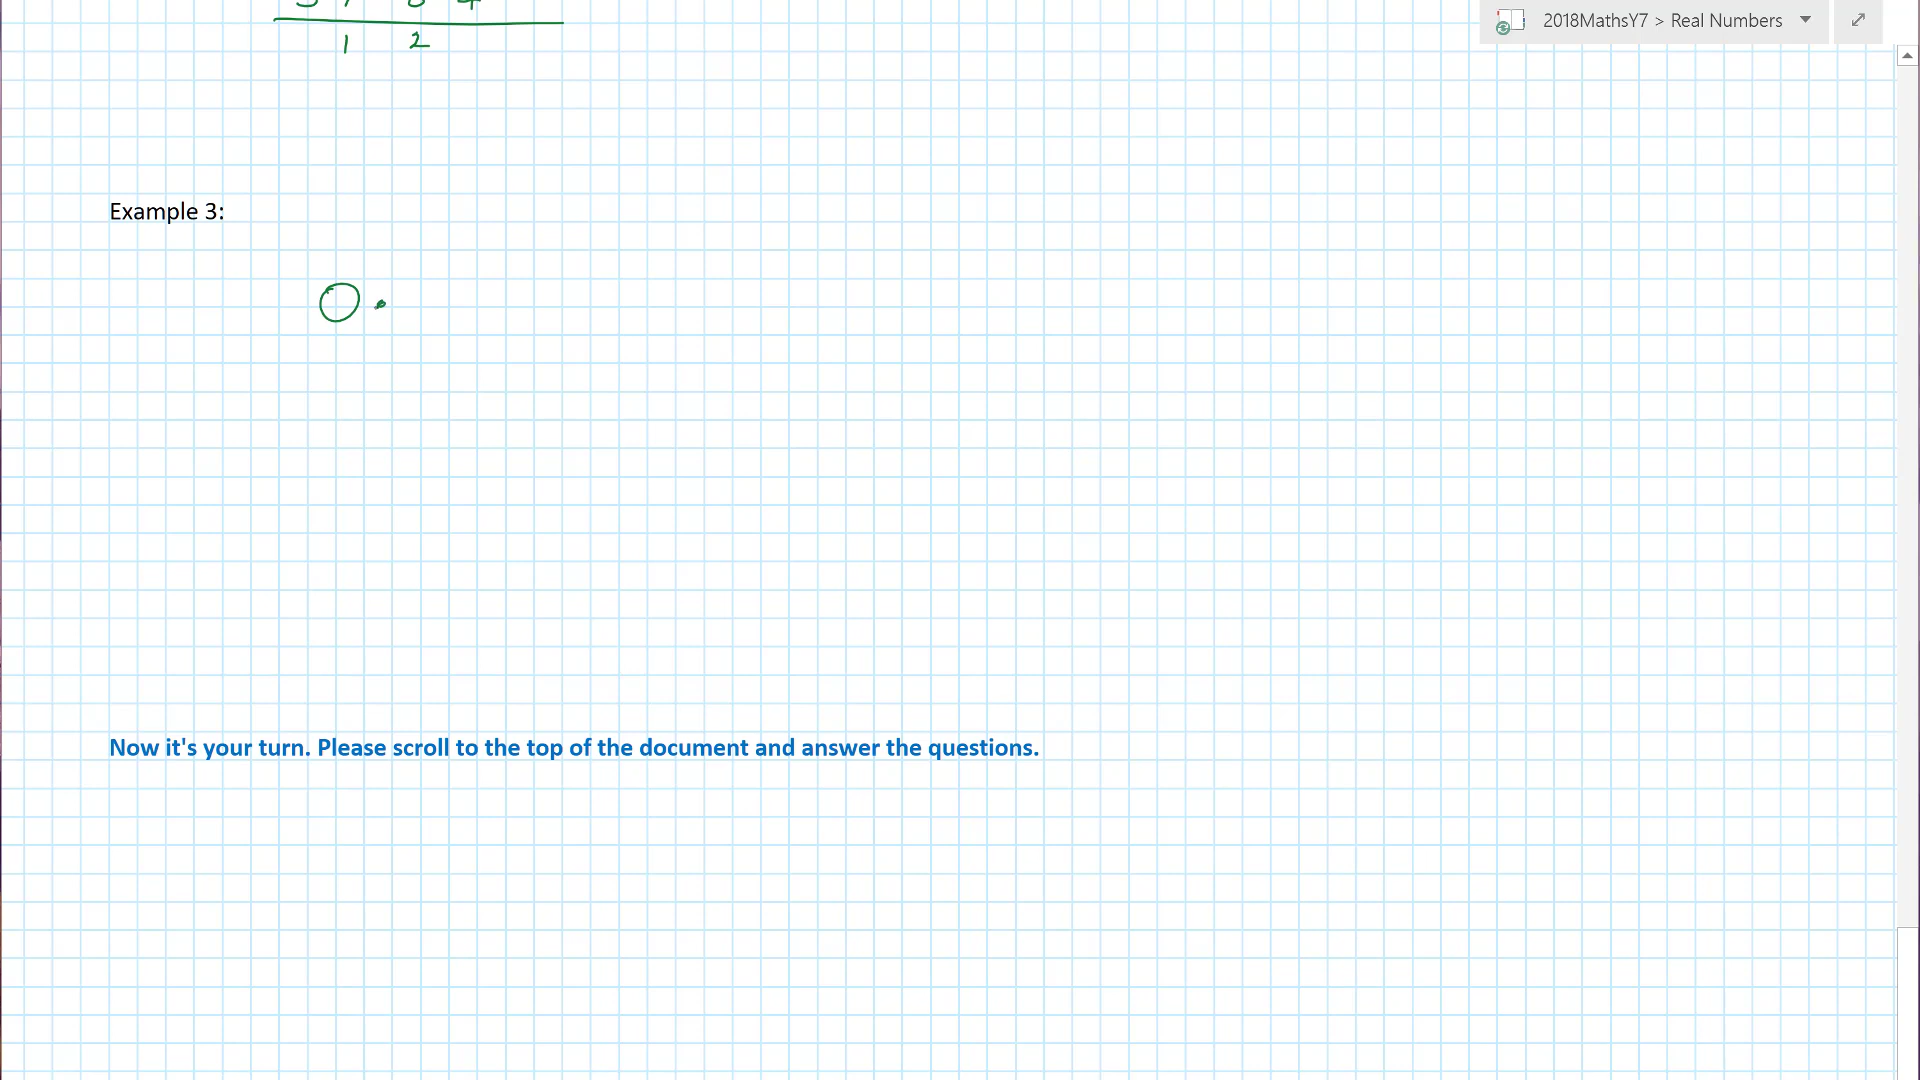 2018MathsY7 > Real Numbers
1 2
Example 3:
0.
Now it's your turn. Please scroll to the top of the document and answer the questions.